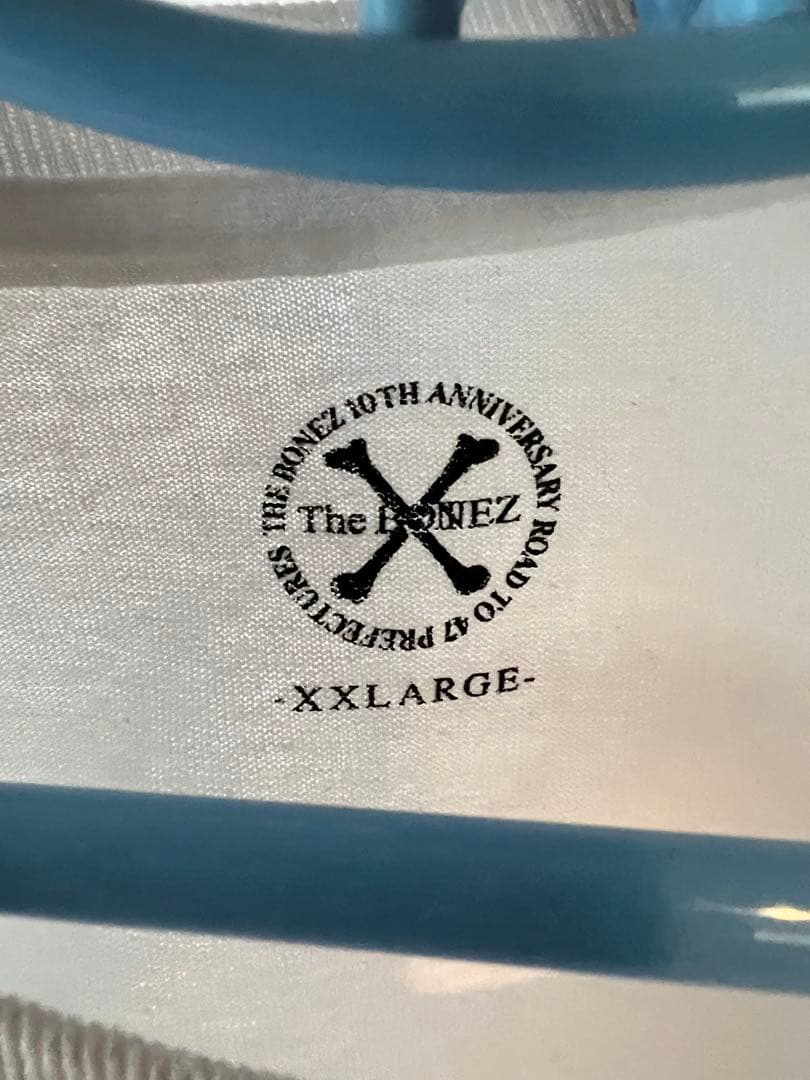 THE BONEZ 10TH ANNIVERSARY ROAD TO 47 PREFECTURES
The BONEZ
-XXLARGE-